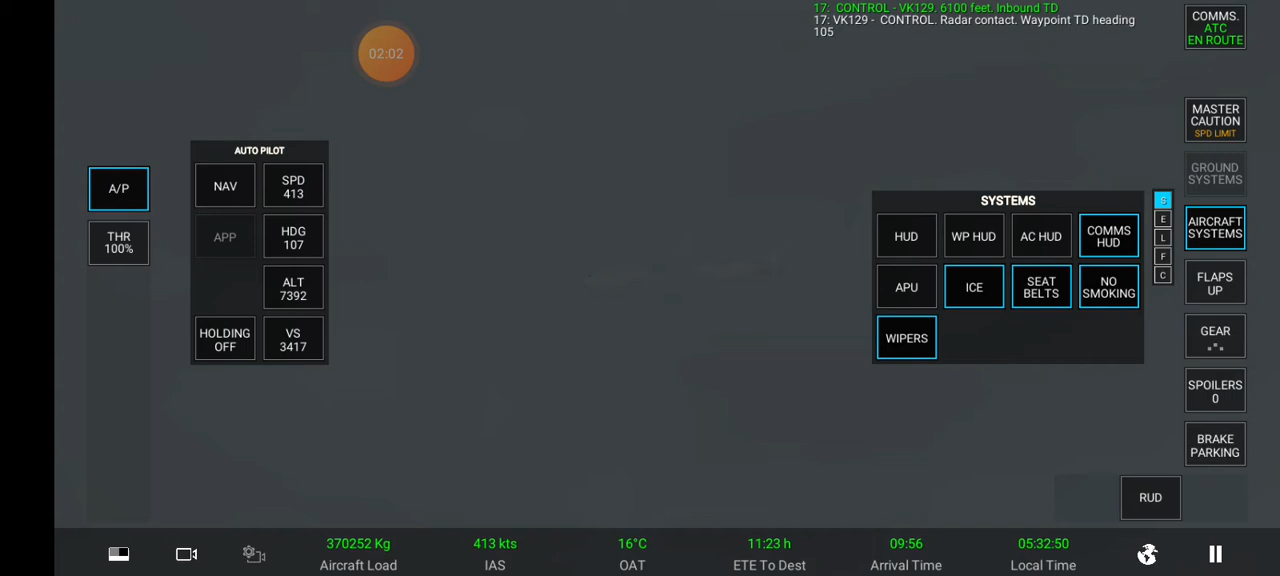 17: CONTROL - VK129. 6100 feet. Inbound TD
17: VK129 - CONTROL. Radar contact. Waypoint TD heading
105
COMMS.
ATC
EN ROUTE
02:02
MASTER
CAUTION
SPD LIMIT
AUTO PILOT
A/P
NAV
SPD
413
GROUND
SYSTEMS
THR
100%
APP
HDG
107
SYSTEMS
S
E
L
F
C
HUD
WP HUD
AC HUD
COMMS
HUD
AIRCRAFT
SYSTEMS
ALT
7392
APU
ICE
SEAT
BELTS
NO
SMOKING
FLAPS
UP
HOLDING
OFF
VS
3417
WIPERS
GEAR
SPOILERS
0
BRAKE
PARKING
RUD
370252 Kg
413 kts
16°C
11:23 h
09:56
05:32:50
Aircraft Load
IAS
OAT
ETE To Dest
Arrival Time
Local Time